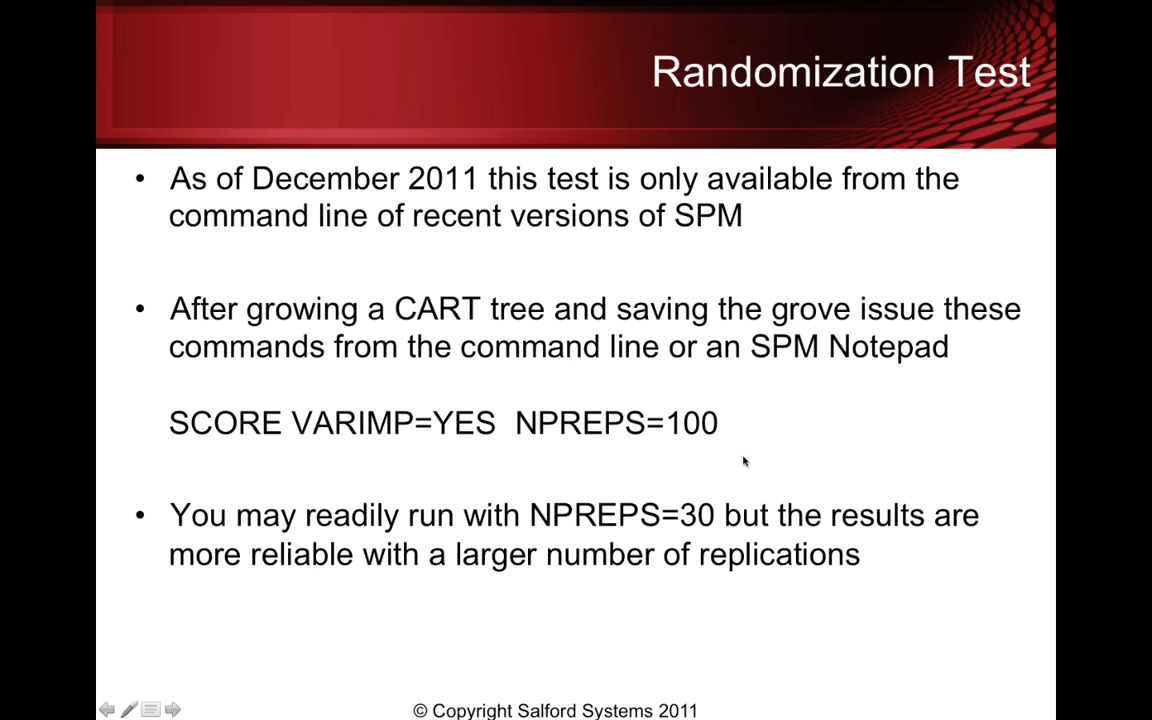 Randomization Test
• As of December 2011 this test is only available from the
command line of recent versions of SPM
• After growing a CART tree and saving the grove issue these
commands from the command line or an SPM Notepad
SCORE VARIMP=YES  NPREPS=100
• You may readily run with NPREPS=30 but the results are
more reliable with a larger number of replications
© Copyright Salford Systems 2011